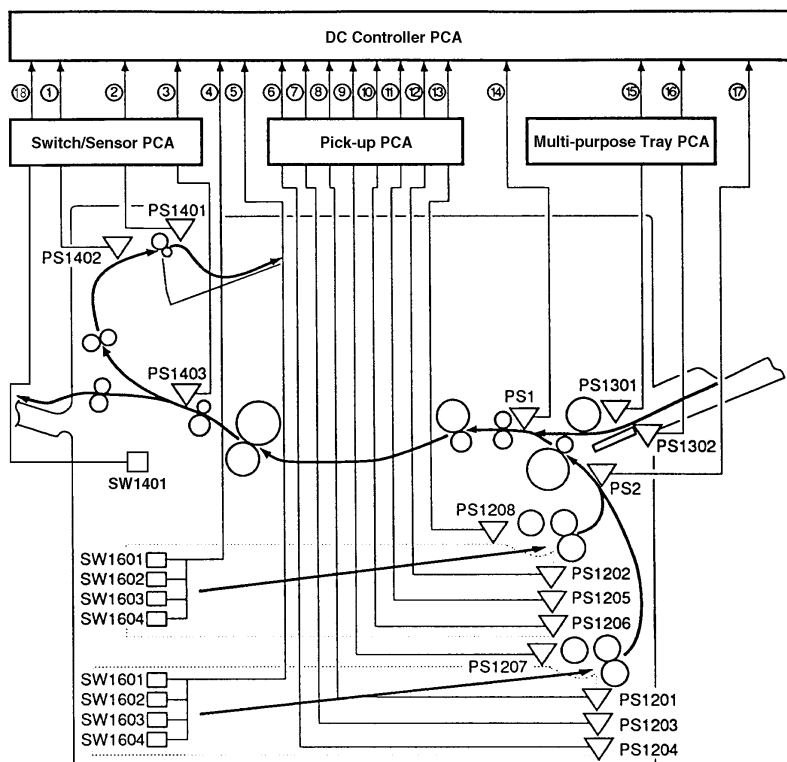 DC Controller PCA
⑱ ① ② ③ ④ ⑤ ⑥ ⑦ ⑧ ⑨ ⑩ ⑪ ⑫ ⑬ ⑭ ⑮ ⑯ ⑰
Switch/Sensor PCA
Pick-up PCA
Multi-purpose Tray PCA
PS1401
PS1402
PS1403
PS1
PS1301
PS1302
SW1401
PS2
PS1208
SW1601
SW1602
SW1603
SW1604
PS1202
PS1205
PS1206
PS1207
SW1601
SW1602
SW1603
SW1604
PS1201
PS1203
PS1204